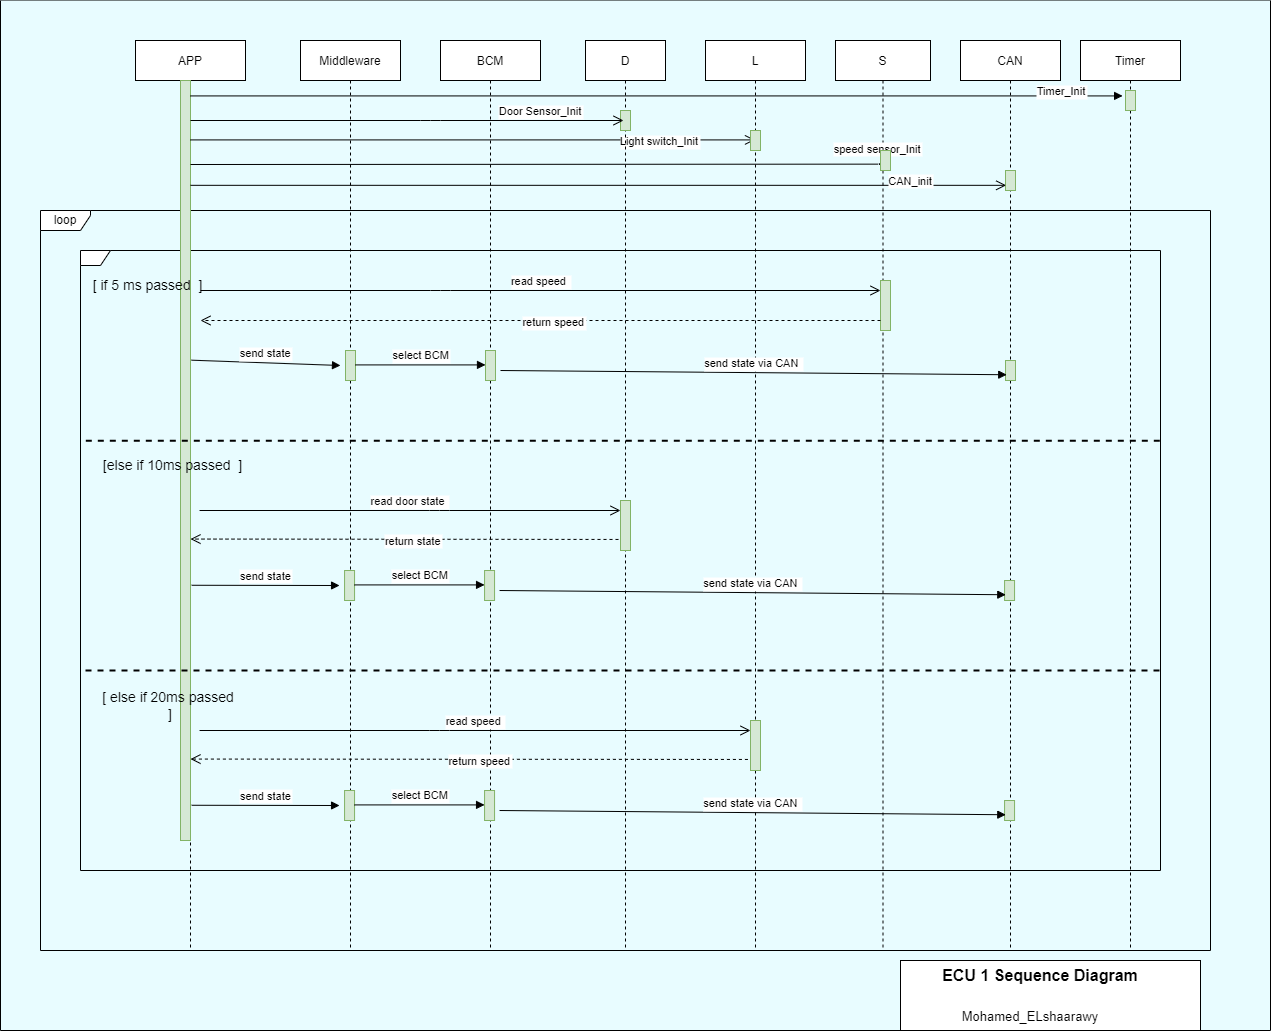 APP
Middleware
BCM
D
L
S
CAN
Timer
Timer_Init
Door Sensor_Init
Light switch_Init
speed sensor_Init
CAN_init
loop
[ if 5 ms passed ]
read speed
return speed
send state
select BCM
send state via CAN
[else if 10ms passed ]
read door state
return state
send state
select BCM
send state via CAN
[ else if 20ms passed
]
read speed
return speed
send state
select BCM
send state via CAN
ECU 1 Sequence Diagram
Mohamed_ELshaarawy